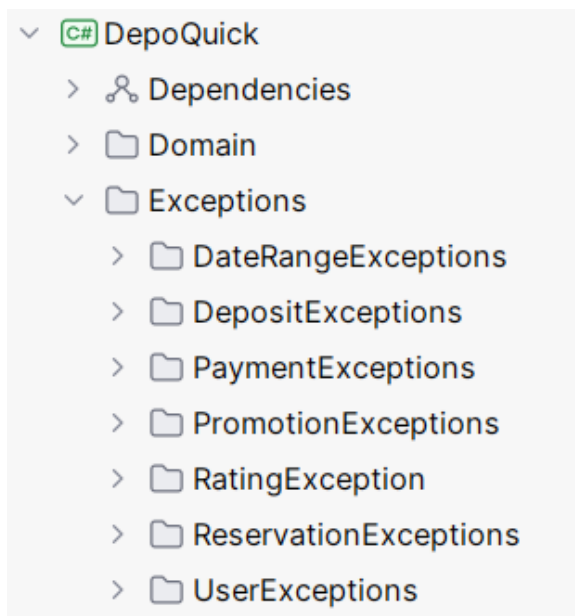 C# DepoQuick
Dependencies
Domain
Exceptions
DateRangeExceptions
DepositExceptions
PaymentExceptions
PromotionExceptions
RatingException
ReservationExceptions
UserExceptions